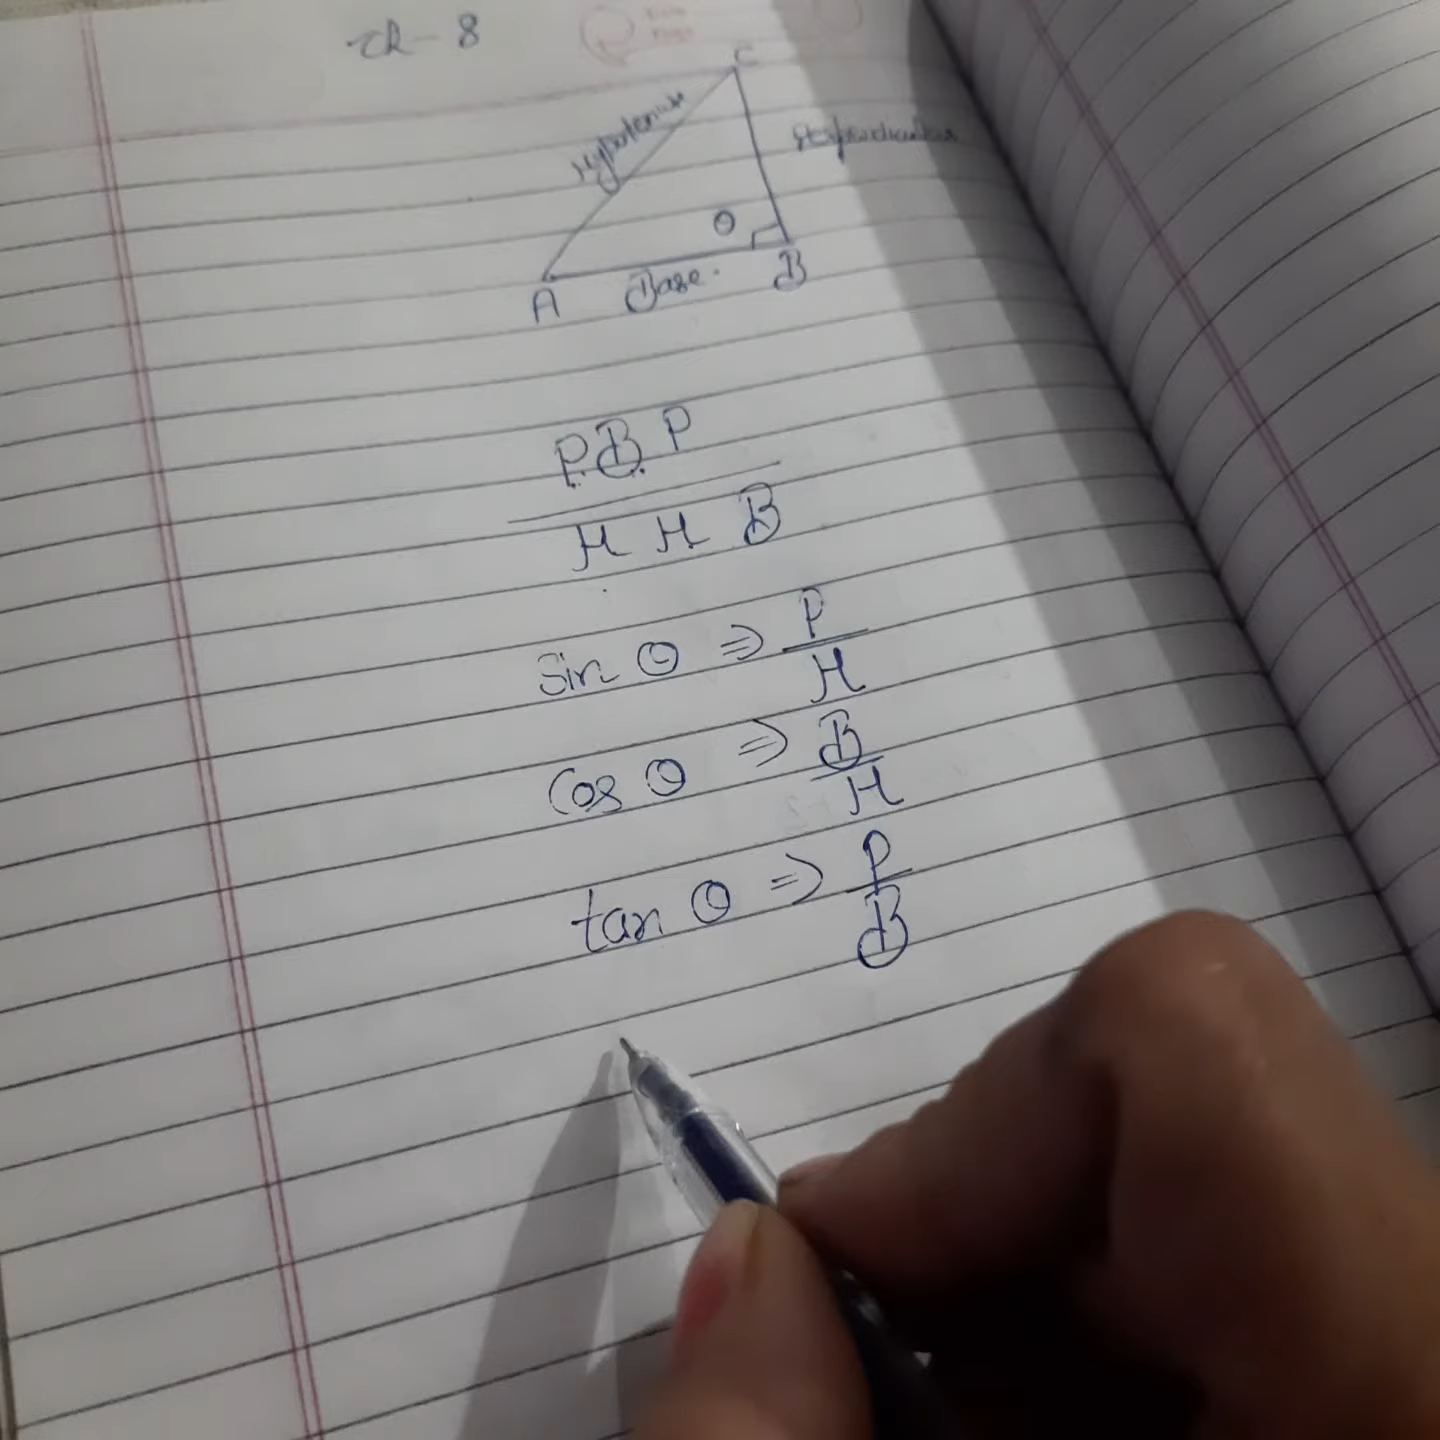 Ch - 8
C
Hypotenuse
Perpendicular
θ
A Base. B
P B P
H H B
Sin θ ⇒ P/H
Cos θ ⇒ B/H
tan θ ⇒ P/B